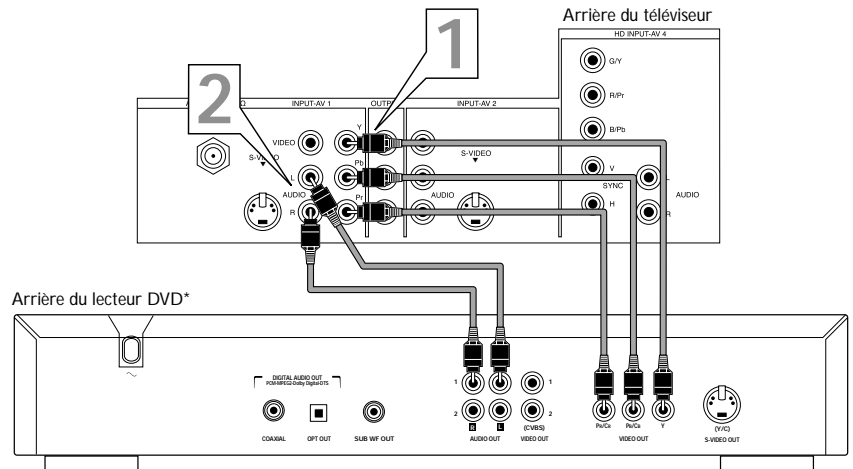 Arrière du téléviseur
HD INPUT-AV 4
1
2
G/Y
R/Pr
B/Pb
V
SYNC
H
L
AUDIO
INPUT-AV 1
INPUT-AV 2
VIDEO
Y
Pb
Pr
L
AUDIO
R
S-VIDEO
AUDIO
Arrière du lecteur DVD*
DIGITAL AUDIO OUT
PCM-MPEG2-Dolby Digital-DTS
COAXIAL
OPT OUT
SUB WF OUT
1
2
R
L
AUDIO OUT
1
2
(CVBS)
VIDEO OUT
PR/CR
PB/CB
Y
VIDEO OUT
(Y/C)
S-VIDEO OUT